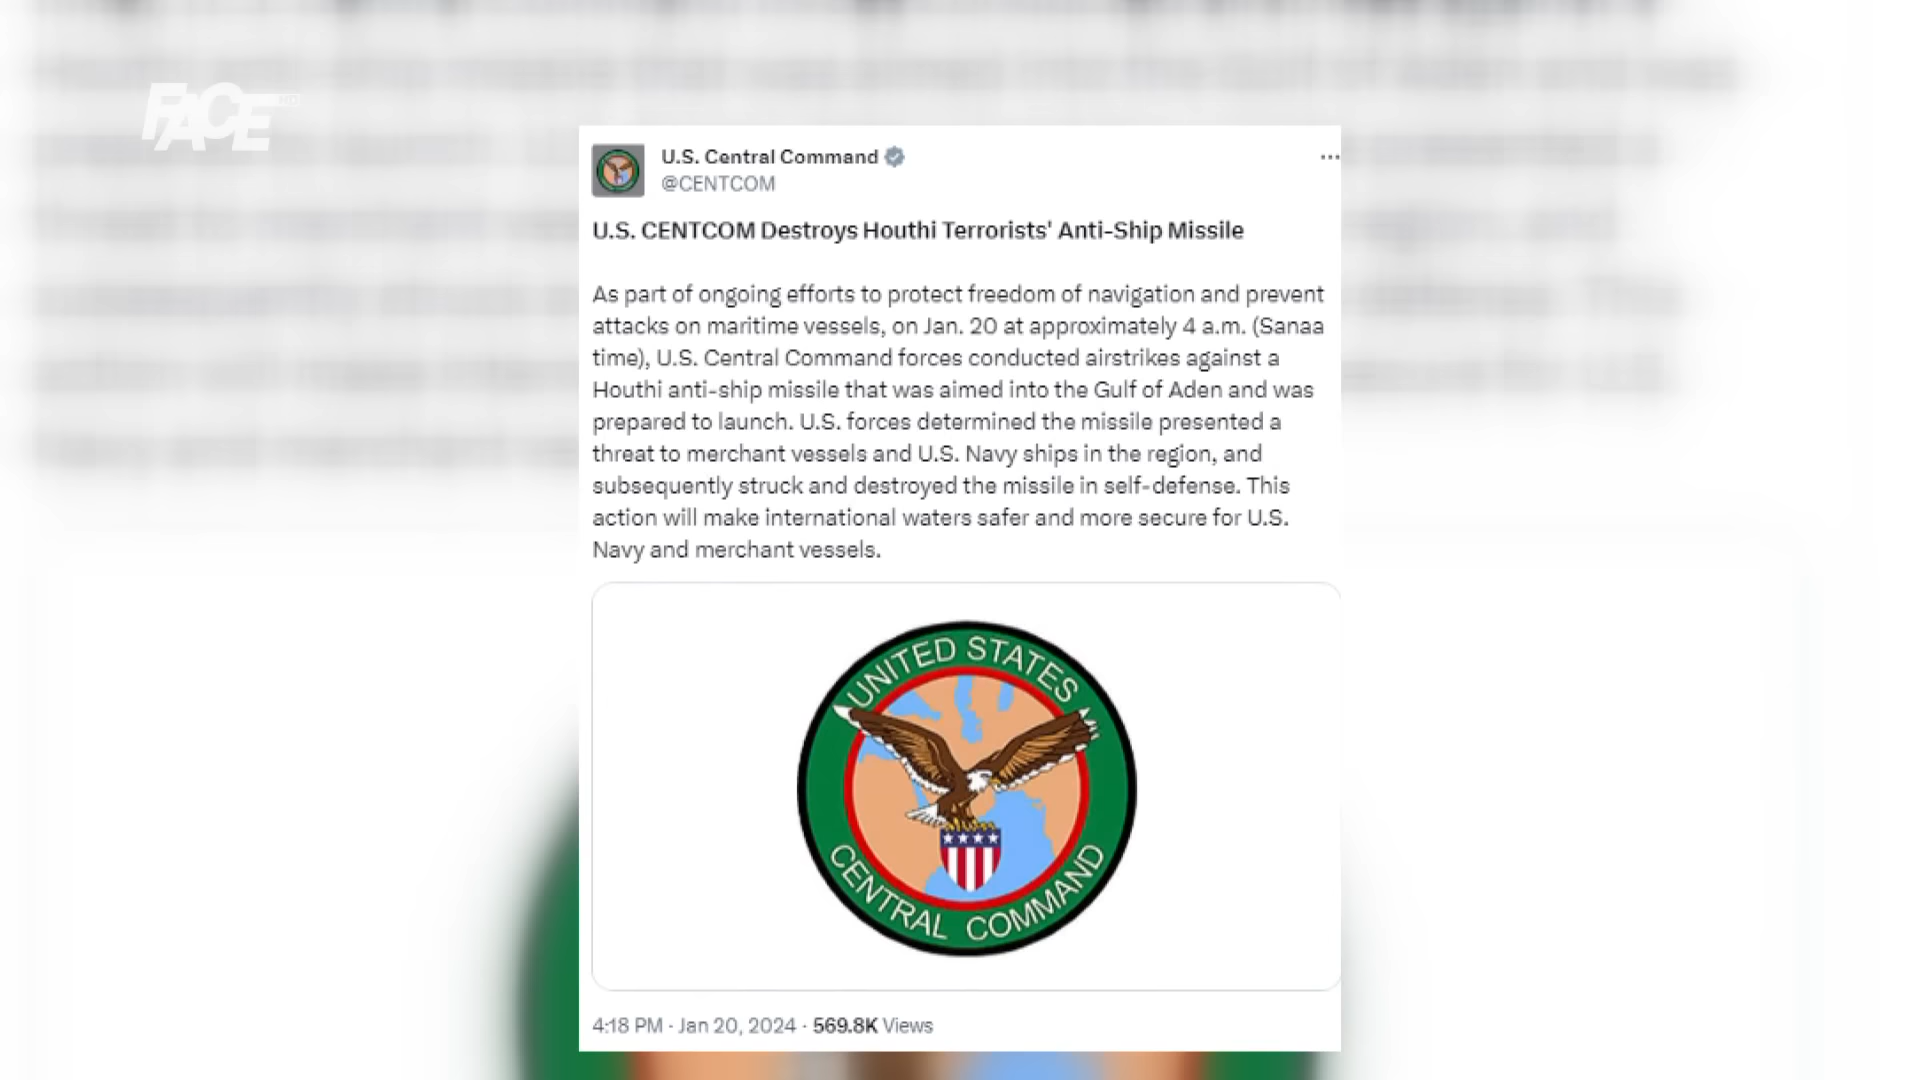 FACE HD
U.S. Central Command
@CENTCOM
U.S. CENTCOM Destroys Houthi Terrorists' Anti-Ship Missile
As part of ongoing efforts to protect freedom of navigation and prevent
attacks on maritime vessels, on Jan. 20 at approximately 4 a.m. (Sanaa
time), U.S. Central Command forces conducted airstrikes against a
Houthi anti-ship missile that was aimed into the Gulf of Aden and was
prepared to launch. U.S. forces determined the missile presented a
threat to merchant vessels and U.S. Navy ships in the region, and
subsequently struck and destroyed the missile in self-defense. This
action will make international waters safer and more secure for U.S.
Navy and merchant vessels.
UNITED STATES
CENTRAL COMMAND
4:18 PM · Jan 20, 2024 · 569.8K Views